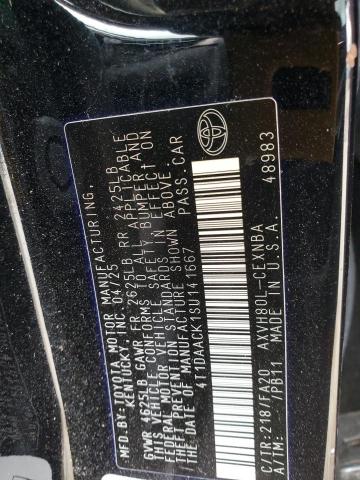 MFD.BY:TOYOTA MOTOR MANUFACTURING,
KENTUCKY, INC. 04/25
GVWR 4625LB GAWR FR 2625LB RR 2425LB
THIS VEHICLE CONFORMS TO ALL APPLICABLE
FEDERAL MOTOR VEHICLE SAFETY, BUMPER, AND
THEFT PREVENTION STANDARDS IN EFFECT ON
THE DATE OF MANUFACTURE SHOWN ABOVE.
4T1DAACK1SU141667 PASS.CAR
C/TR:218/FA20 AXVH80L-CEXNBA
A/TM: /PB11 MADE IN U.S.A. 48983